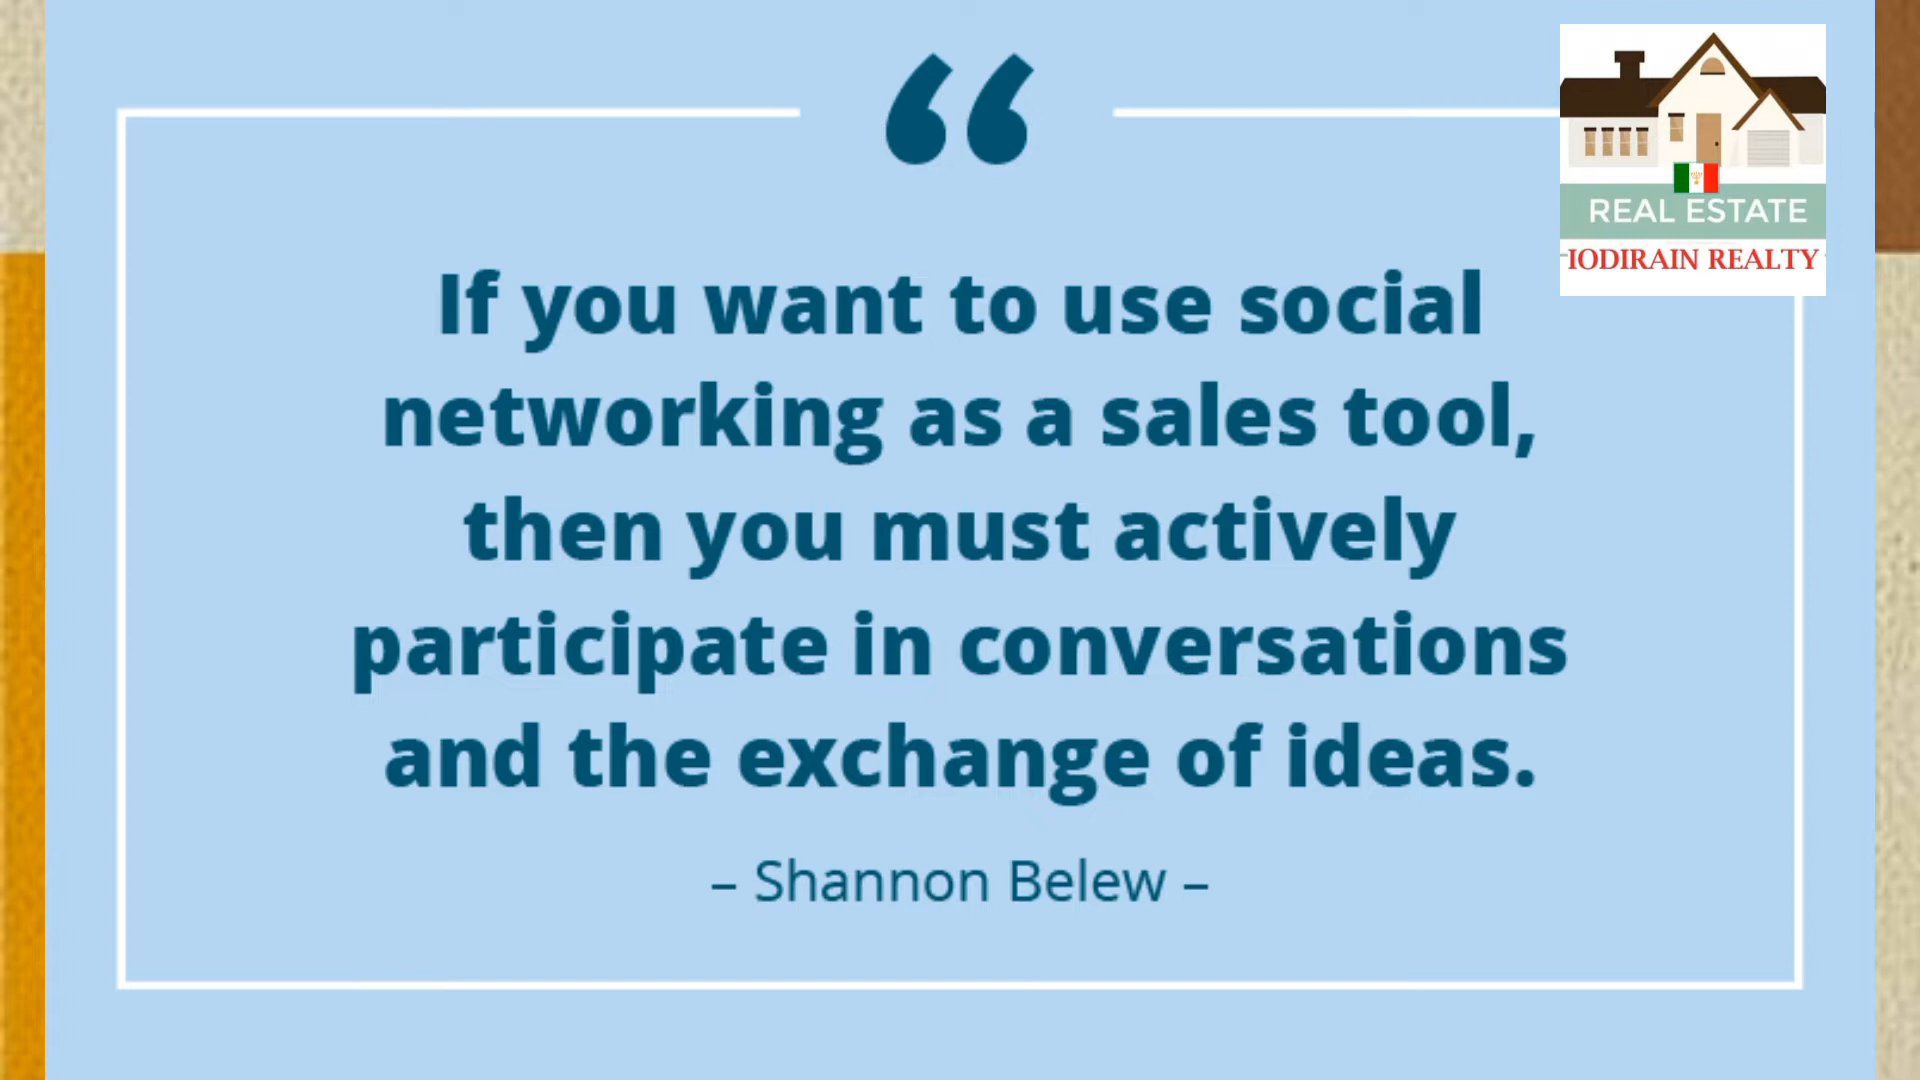 “
REAL ESTATE
IODIRAIN REALTY
If you want to use social
networking as a sales tool,
then you must actively
participate in conversations
and the exchange of ideas.
– Shannon Belew –